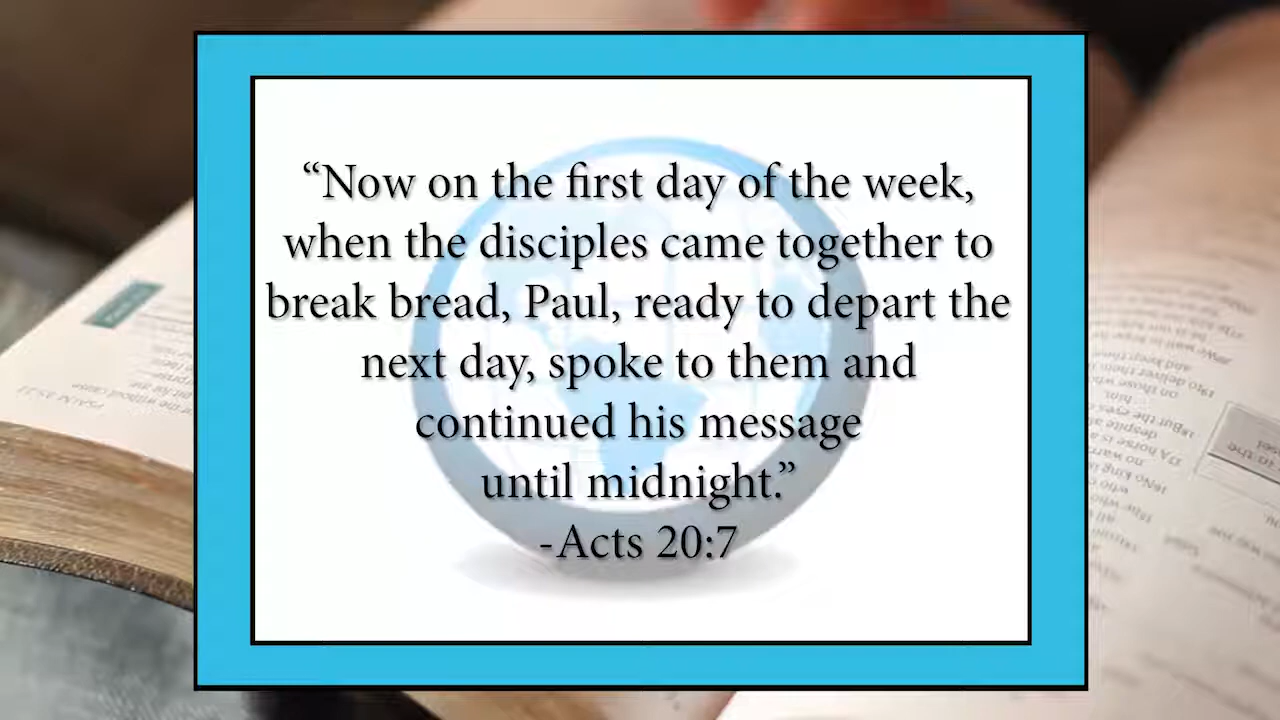 “Now on the first day of the week,
when the disciples came together to
break bread, Paul, ready to depart the
next day, spoke to them and
continued his message
until midnight.”
-Acts 20:7